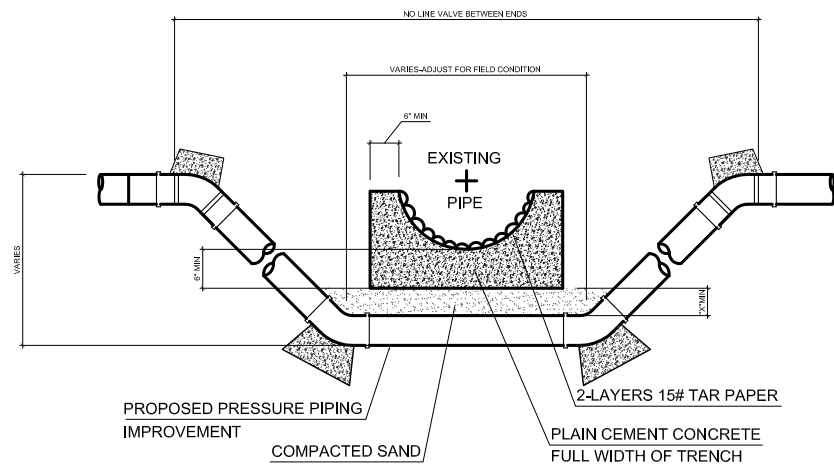 NO LINE VALVE BETWEEN ENDS
VARIES-ADJUST FOR FIELD CONDITION
6" MIN
EXISTING
PIPE
VARIES
6" MIN
"X"MIN
2-LAYERS 15# TAR PAPER
PROPOSED PRESSURE PIPING
IMPROVEMENT
COMPACTED SAND
PLAIN CEMENT CONCRETE
FULL WIDTH OF TRENCH